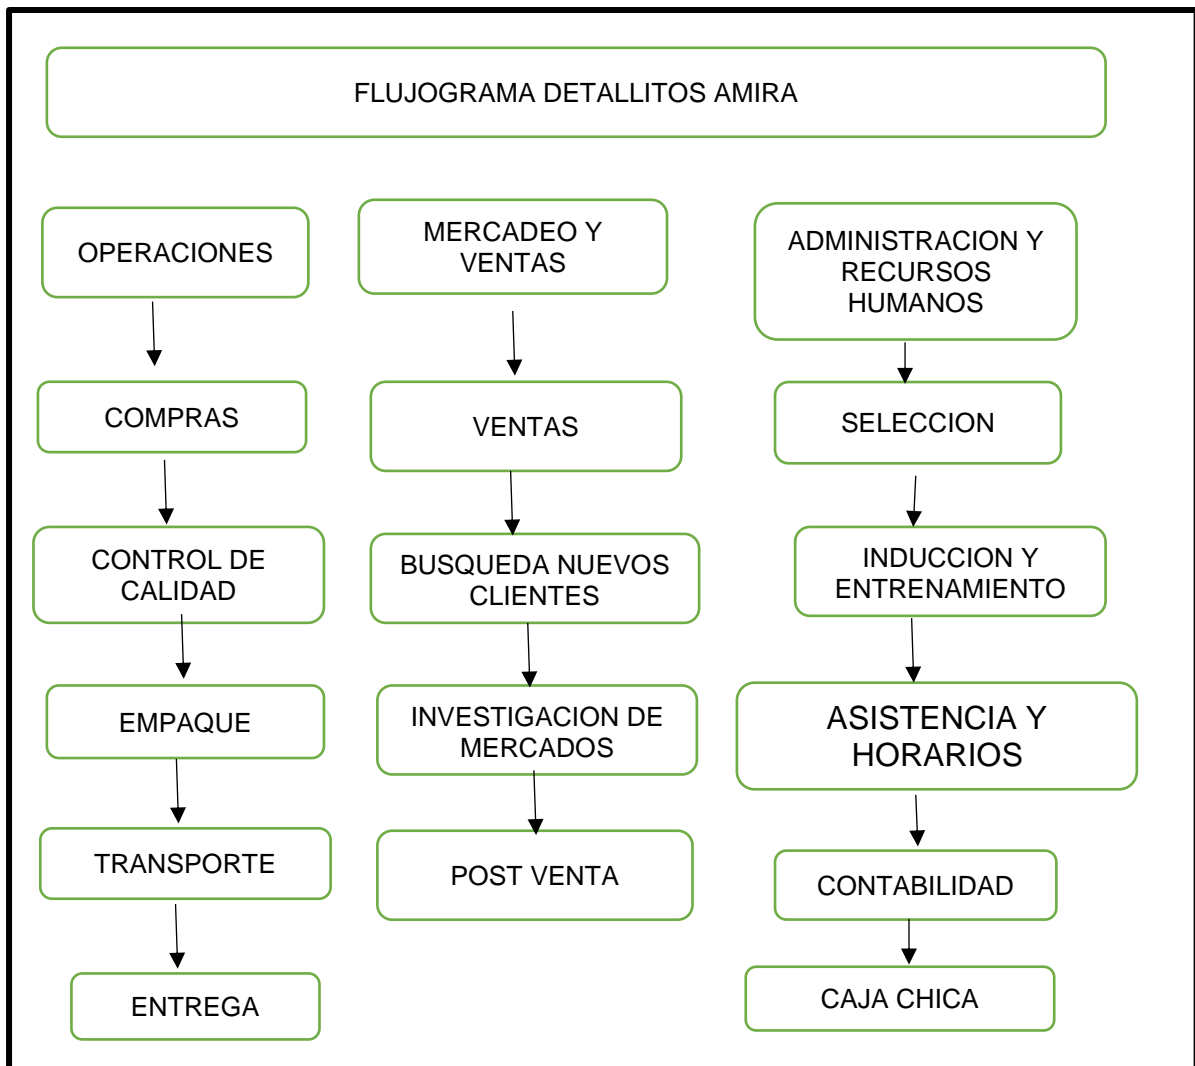 FLUJOGRAMA DETALLITOS AMIRA
OPERACIONES
COMPRAS
CONTROL DE
CALIDAD
EMPAQUE
TRANSPORTE
ENTREGA
MERCADEO Y
VENTAS
VENTAS
BUSQUEDA NUEVOS
CLIENTES
INVESTIGACION DE
MERCADOS
POST VENTA
ADMINISTRACION Y
RECURSOS
HUMANOS
SELECCION
INDUCCION Y
ENTRENAMIENTO
ASISTENCIA Y
HORARIOS
CONTABILIDAD
CAJA CHICA